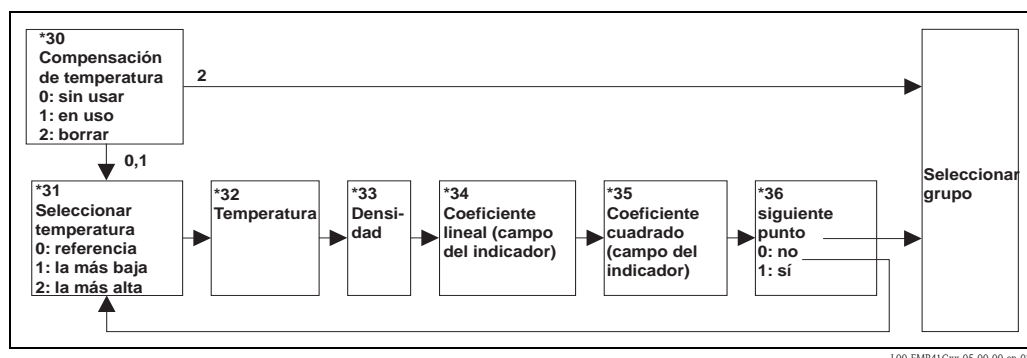 *30
Compensación
de temperatura
0: sin usar
1: en uso
2: borrar
2
0,1
*31
Seleccionar
temperatura
0: referencia
1: la más baja
2: la más alta
*32
Temperatura
*33
Densi-
dad
*34
Coeficiente
lineal (campo
del indicador)
*35
Coeficiente
cuadrado
(campo del
indicador)
*36
siguiente
punto
0: no
1: sí
Seleccionar
grupo